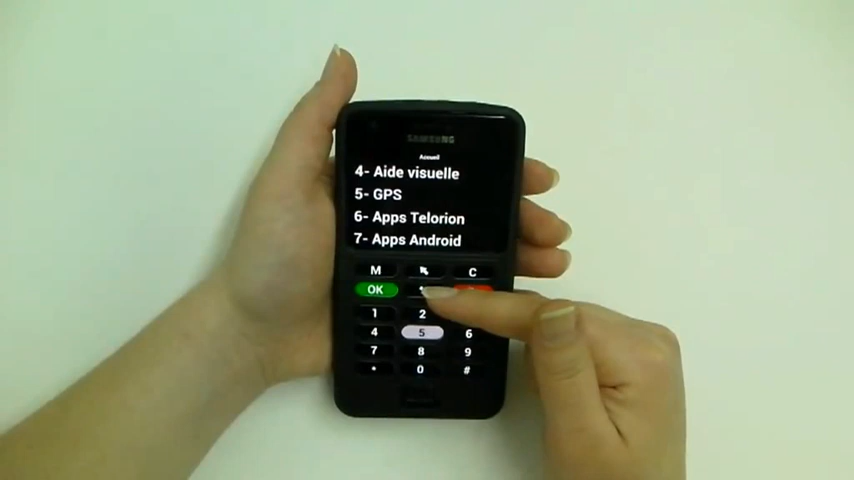 SAMSUNG
Accueil
4- Aide visuelle
5- GPS
6- Apps Telorion
7- Apps Android
M C
OK
1 2
4 5 6
7 8 9
* 0 #